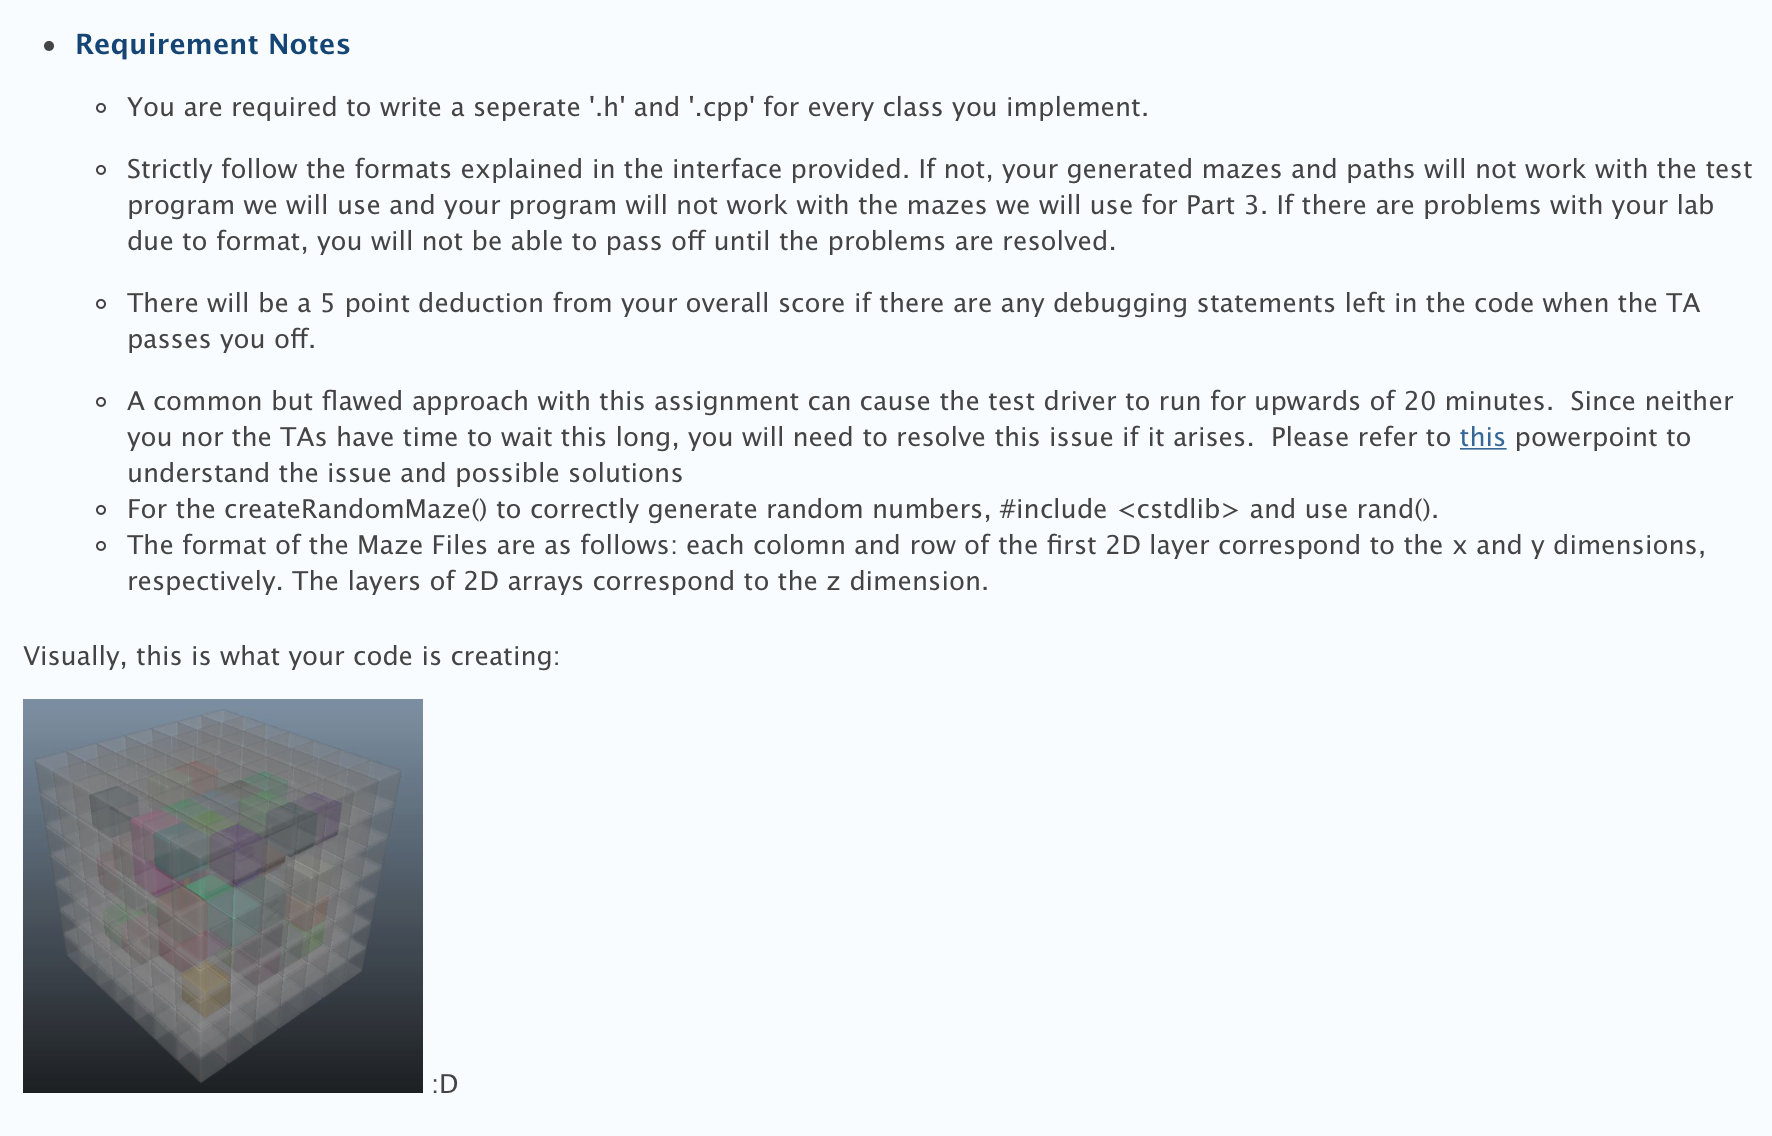 Requirement Notes
You are required to write a seperate '.h' and '.cpp' for every class you implement.
Strictly follow the formats explained in the interface provided. If not, your generated mazes and paths will not work with the test
program we will use and your program will not work with the mazes we will use for Part 3. If there are problems with your lab
due to format, you will not be able to pass off until the problems are resolved.
There will be a 5 point deduction from your overall score if there are any debugging statements left in the code when the TA
passes you off.
A common but flawed approach with this assignment can cause the test driver to run for upwards of 20 minutes.  Since neither
you nor the TAs have time to wait this long, you will need to resolve this issue if it arises.  Please refer to this powerpoint to
understand the issue and possible solutions
For the createRandomMaze() to correctly generate random numbers, #include <cstdlib> and use rand().
The format of the Maze Files are as follows: each colomn and row of the first 2D layer correspond to the x and y dimensions,
respectively. The layers of 2D arrays correspond to the z dimension.
Visually, this is what your code is creating:
:D